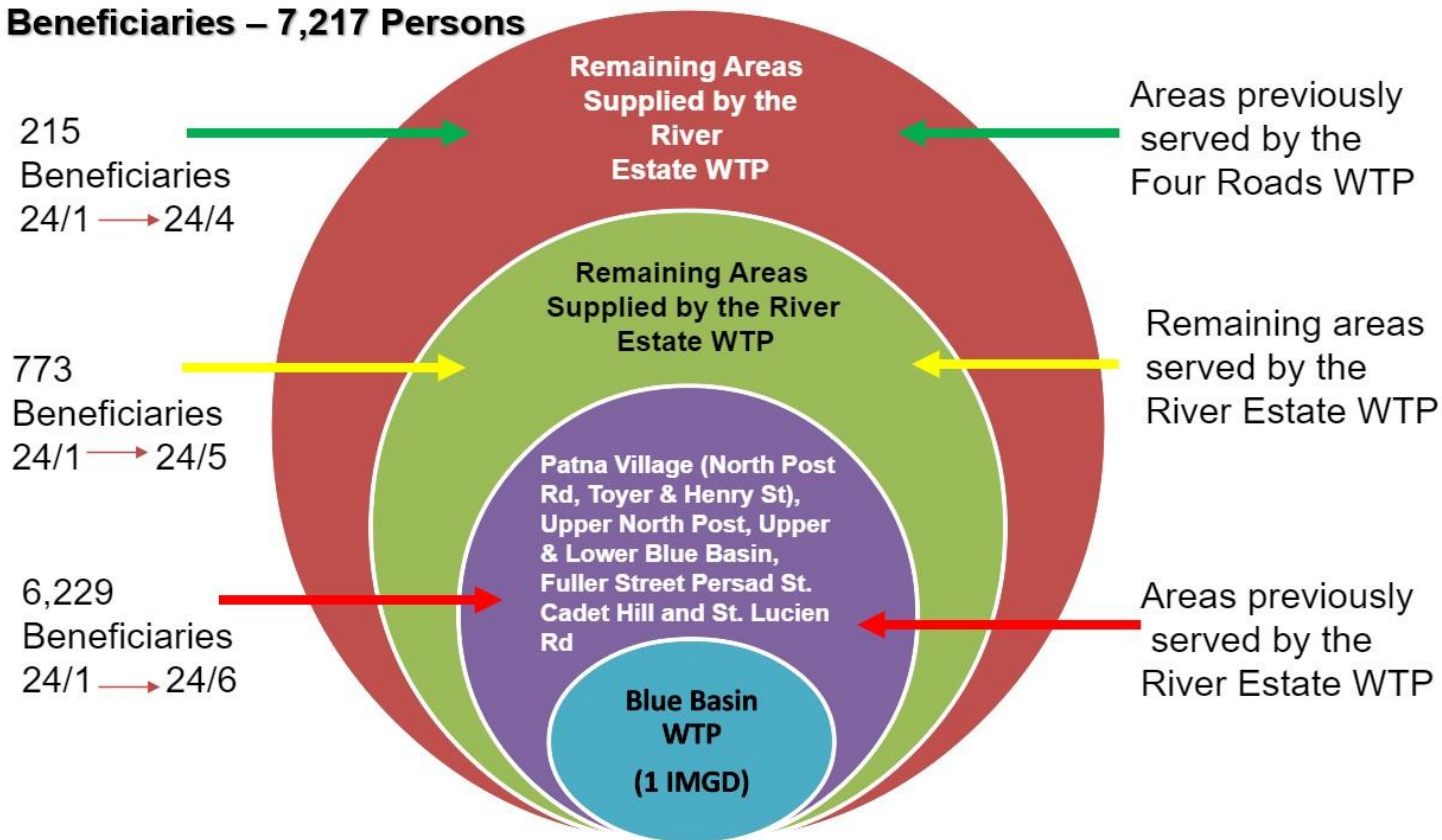 Beneficiaries – 7,217 Persons
215
Beneficiaries
24/1 → 24/4
773
Beneficiaries
24/1 → 24/5
6,229
Beneficiaries
24/1 → 24/6
Remaining Areas
Supplied by the
River
Estate WTP
Remaining Areas
Supplied by the River
Estate WTP
Patna Village (North Post
Rd, Toyer & Henry St),
Upper North Post, Upper
& Lower Blue Basin,
Fuller Street Persad St.
Cadet Hill and St. Lucien
Rd
Blue Basin
WTP
(1 IMGD)
Areas previously
served by the
Four Roads WTP
Remaining areas
served by the
River Estate WTP
Areas previously
served by the
River Estate WTP